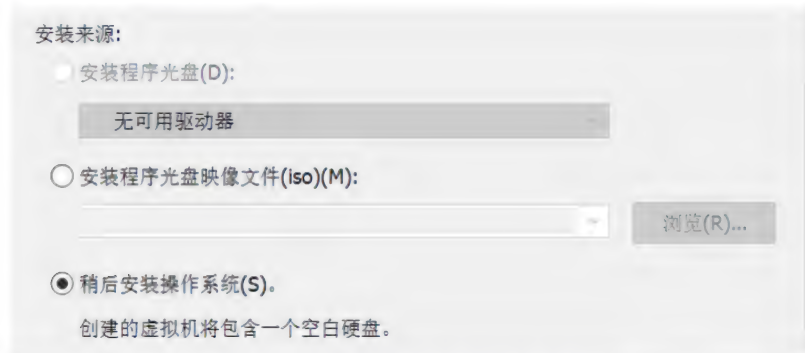 安装来源:
安装程序光盘(D):
无可用驱动器
安装程序光盘映像文件(iso)(M):
浏览(R)...
稍后安装操作系统(S)。
创建的虚拟机将包含一个空白硬盘。